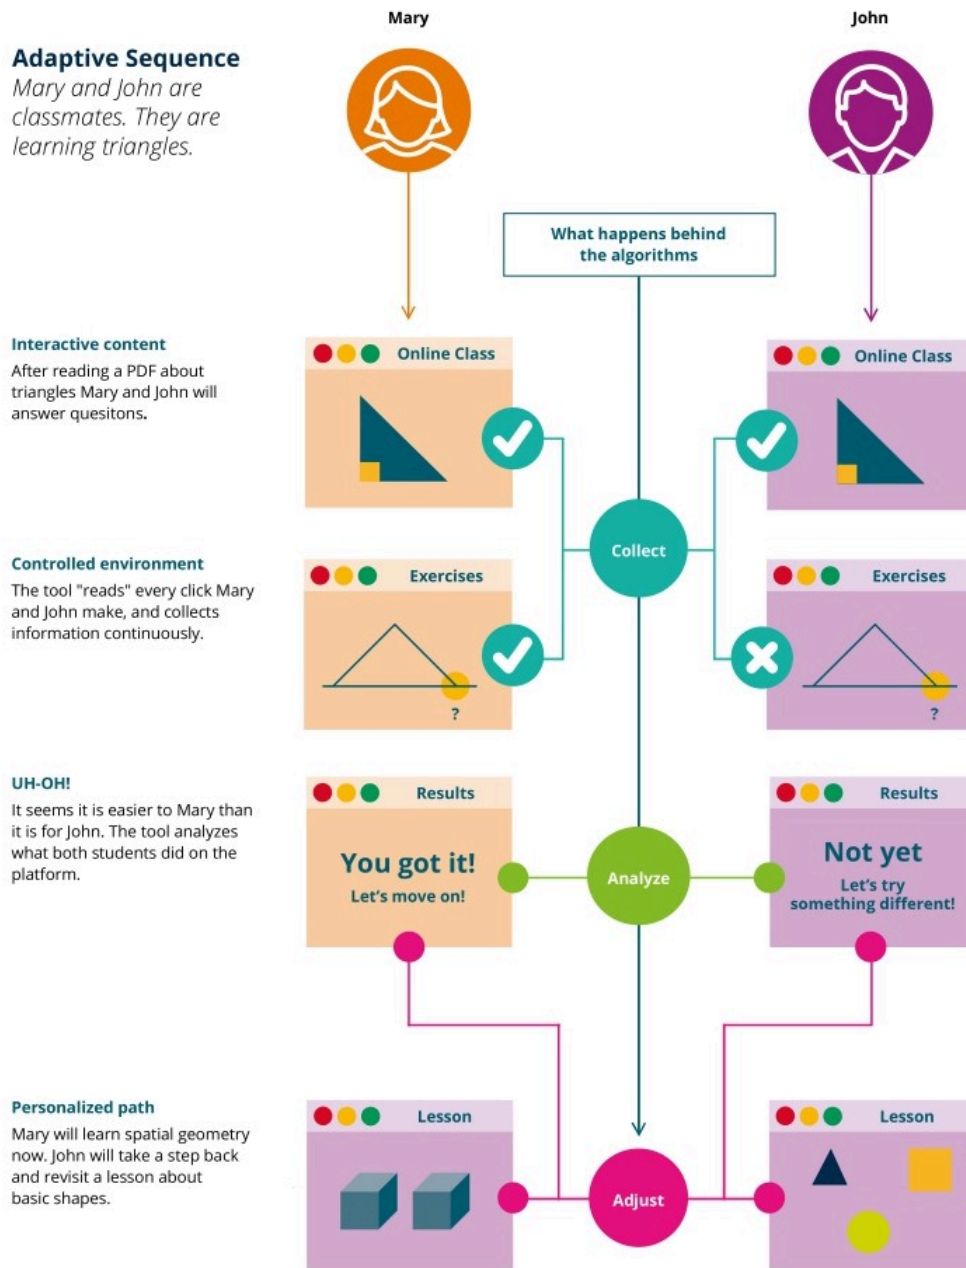 Mary
John
Adaptive Sequence
Mary and John are
classmates. They are
learning triangles.
What happens behind
the algorithms
Interactive content
After reading a PDF about
triangles Mary and John will
answer quesitons.
Online Class
Online Class
Collect
Controlled environment
The tool "reads" every click Mary
and John make, and collects
information continuously.
Exercises
?
Exercises
?
UH-OH!
It seems it is easier to Mary than
it is for John. The tool analyzes
what both students did on the
platform.
Results
You got it!
Let's move on!
Analyze
Results
Not yet
Let's try
something different!
Personalized path
Mary will learn spatial geometry
now. John will take a step back
and revisit a lesson about
basic shapes.
Lesson
Adjust
Lesson